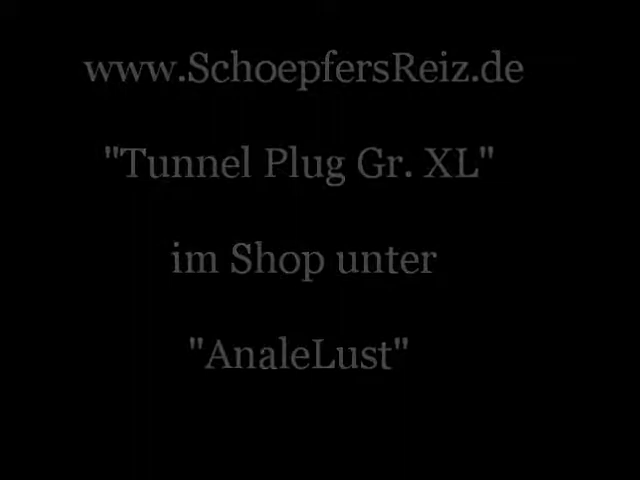 www.SchoepfersReiz.de
"Tunnel Plug Gr. XL"
im Shop unter
"AnaleLust"